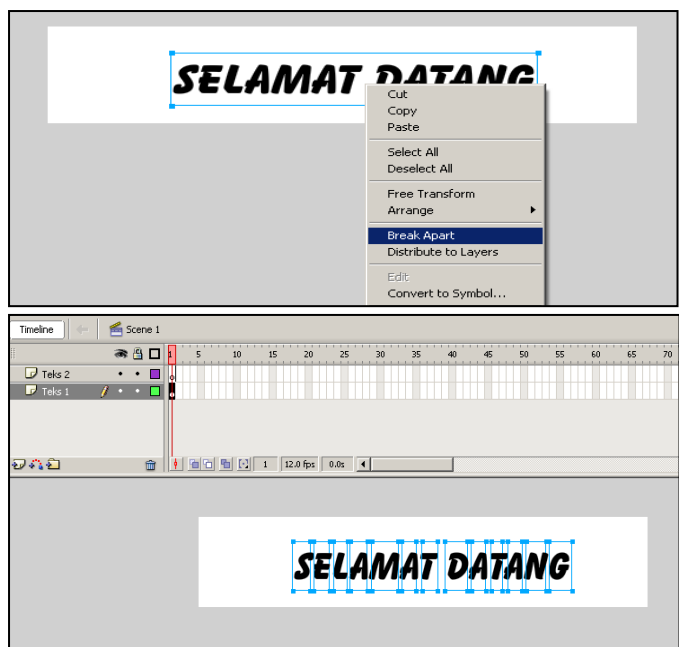 SELAMAT DATANG
Cut
Copy
Paste
Select All
Deselect All
Free Transform
Arrange
Break Apart
Distribute to Layers
Edit
Convert to Symbol...
Timeline Scene 1
1 5 10 15 20 25 30 35 40 45 50 55 60 65 70
Teks 2
Teks 1
1 12.0 fps 0.0s
SELAMAT DATANG